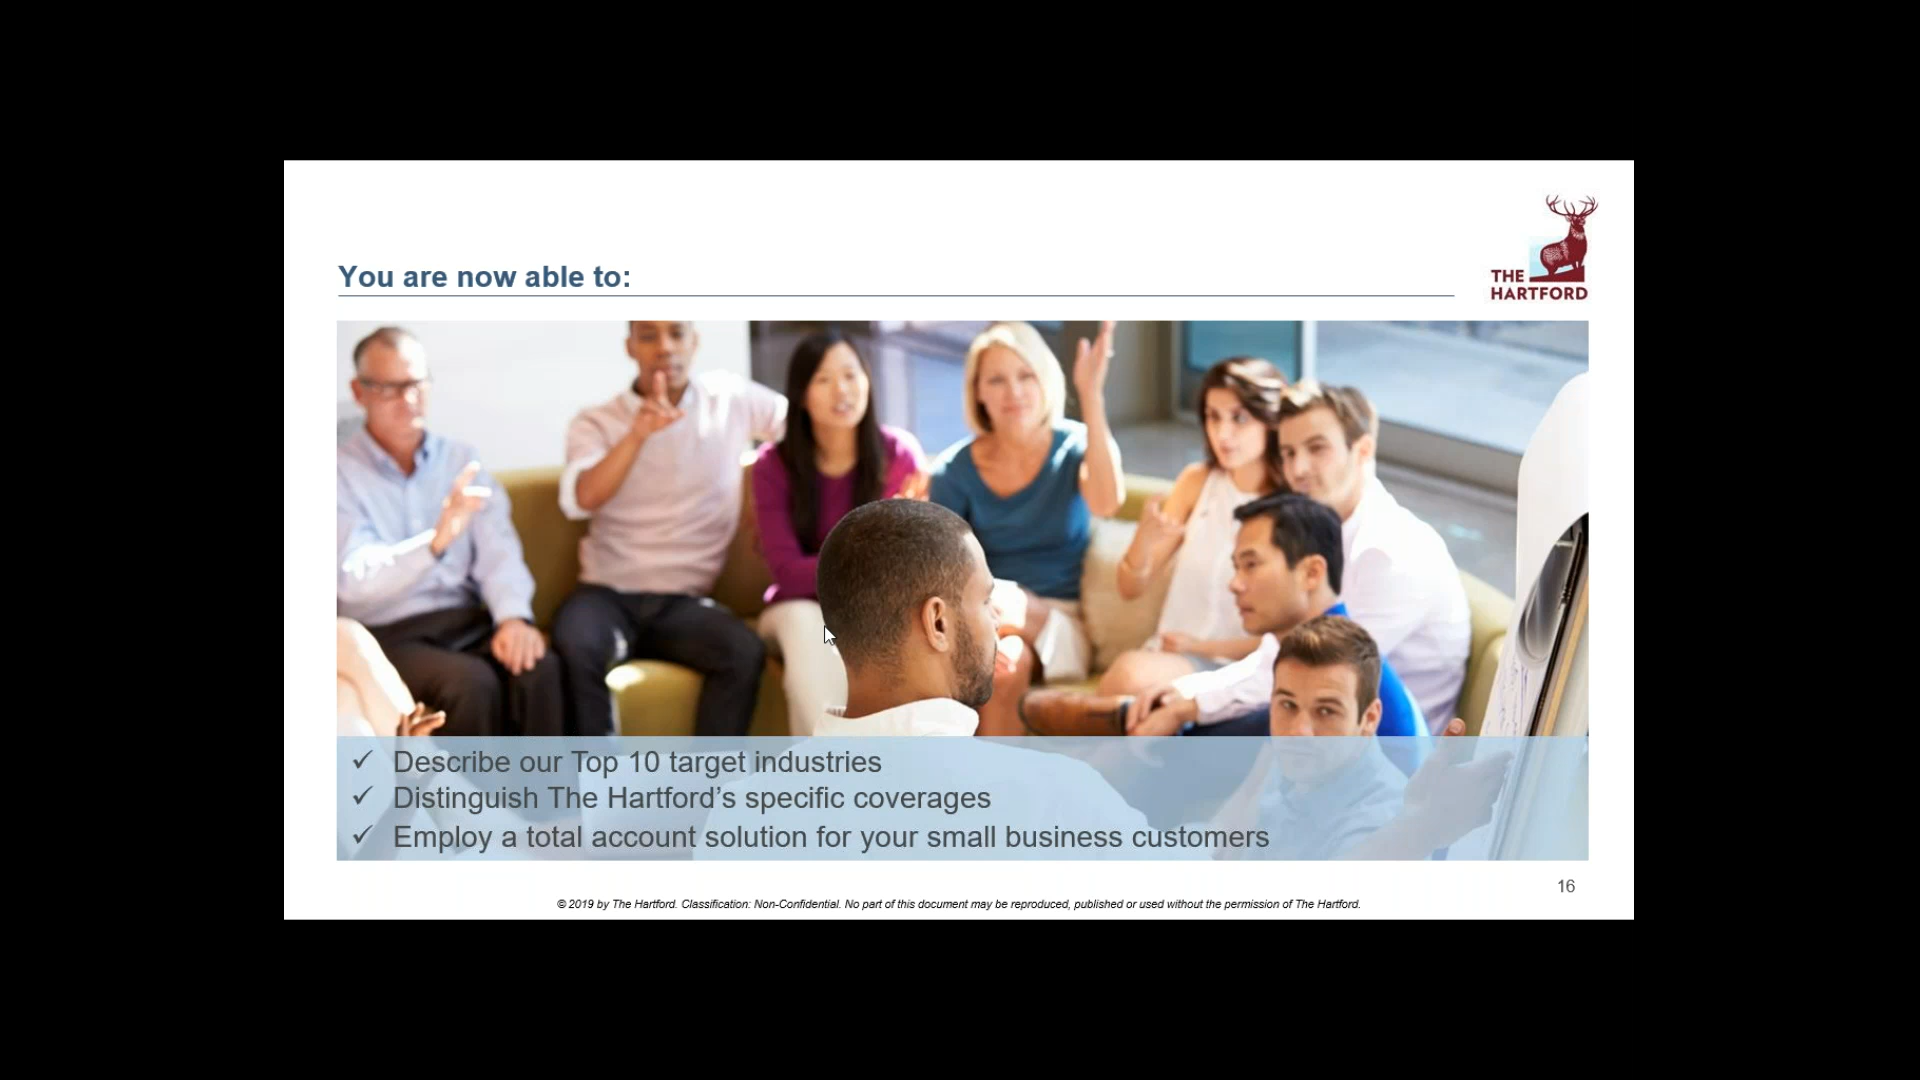 THE
HARTFORD
You are now able to:
✓ Describe our Top 10 target industries
✓ Distinguish The Hartford’s specific coverages
✓ Employ a total account solution for your small business customers
16
© 2019 by The Hartford. Classification: Non-Confidential. No part of this document may be reproduced, published or used without the permission of The Hartford.